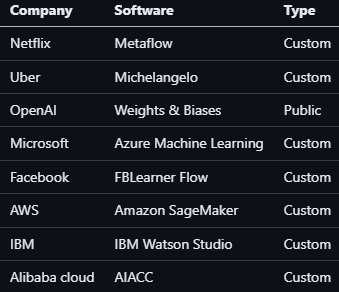 Company Software Type
Netflix Metaflow Custom
Uber Michelangelo Custom
OpenAI Weights & Biases Public
Microsoft Azure Machine Learning Custom
Facebook FBLearner Flow Custom
AWS Amazon SageMaker Custom
IBM IBM Watson Studio Custom
Alibaba cloud AIACC Custom